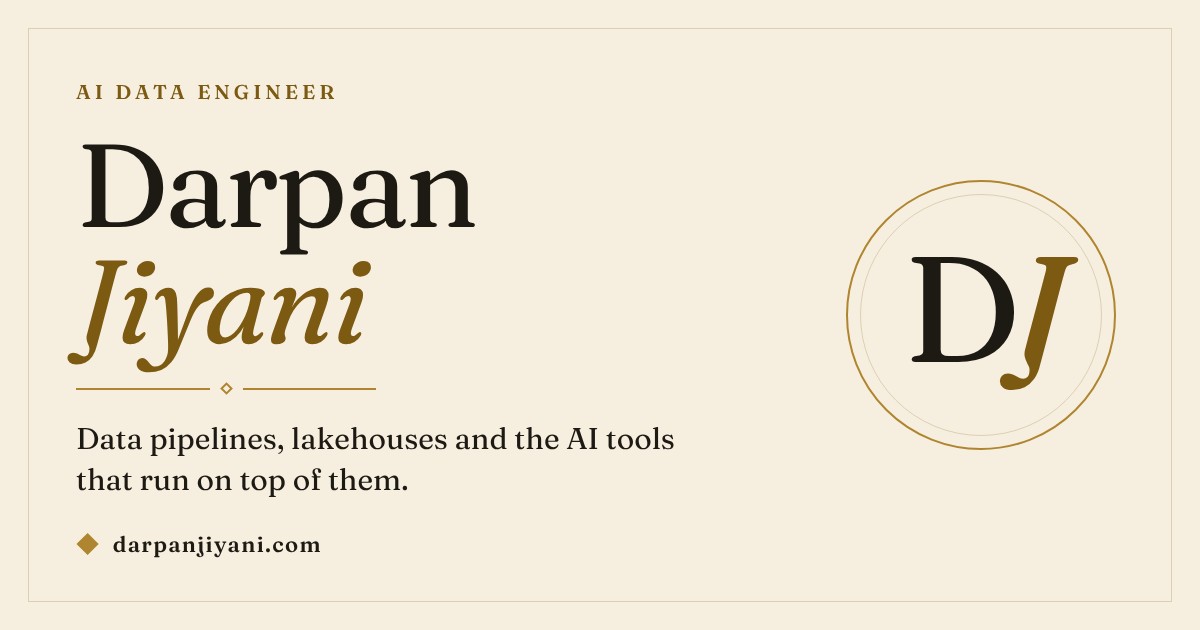 AI DATA ENGINEER
Darpan
Jiyani
Data pipelines, lakehouses and the AI tools
that run on top of them.
darpanjiyani.com
DJ